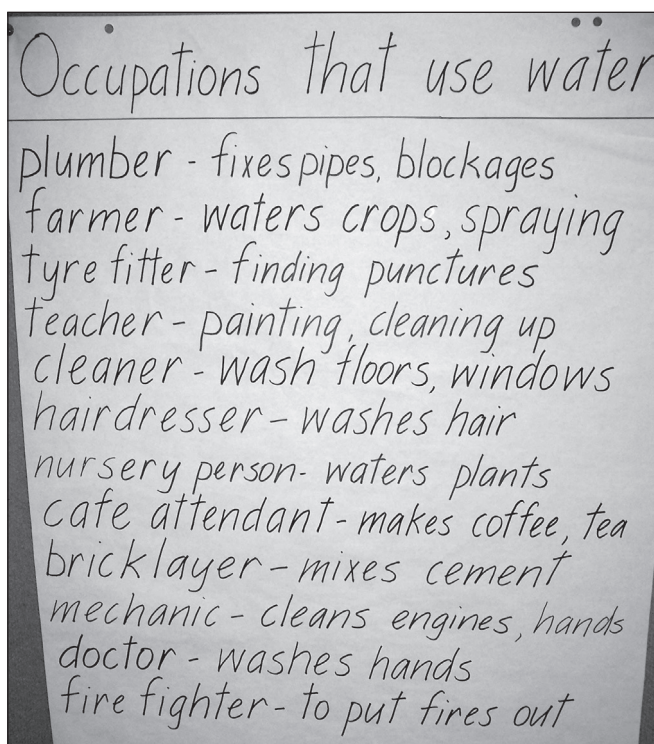 Occupations that use water
plumber - fixes pipes, blockages
farmer - waters crops, spraying
tyre fitter - finding punctures
teacher - painting, cleaning up
cleaner - wash floors, windows
hairdresser - washes hair
nursery person - waters plants
cafe attendant - makes coffee, tea
bricklayer - mixes cement
mechanic - cleans engines, hands
doctor - washes hands
fire fighter - to put fires out